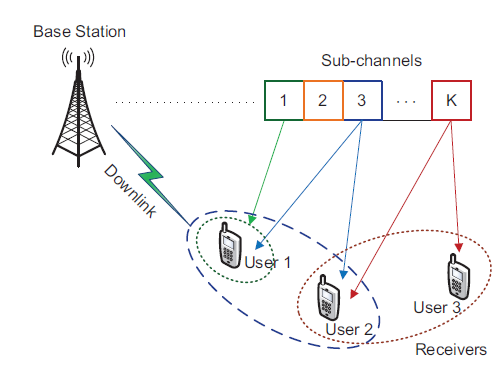 Base Station
Sub-channels
1 2 3 ... K
Downlink
User 1
User 2
User 3
Receivers